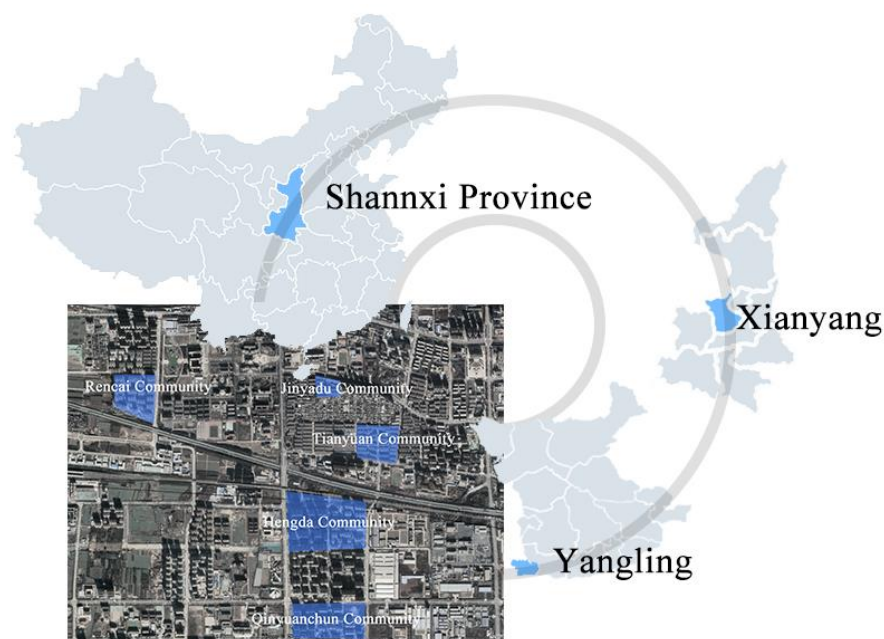 Shannxi Province
Xianyang
Rencai Community
Jinyadu Community
Tianyuan Community
Hengda Community
Yangling
Qinyuanchun Community